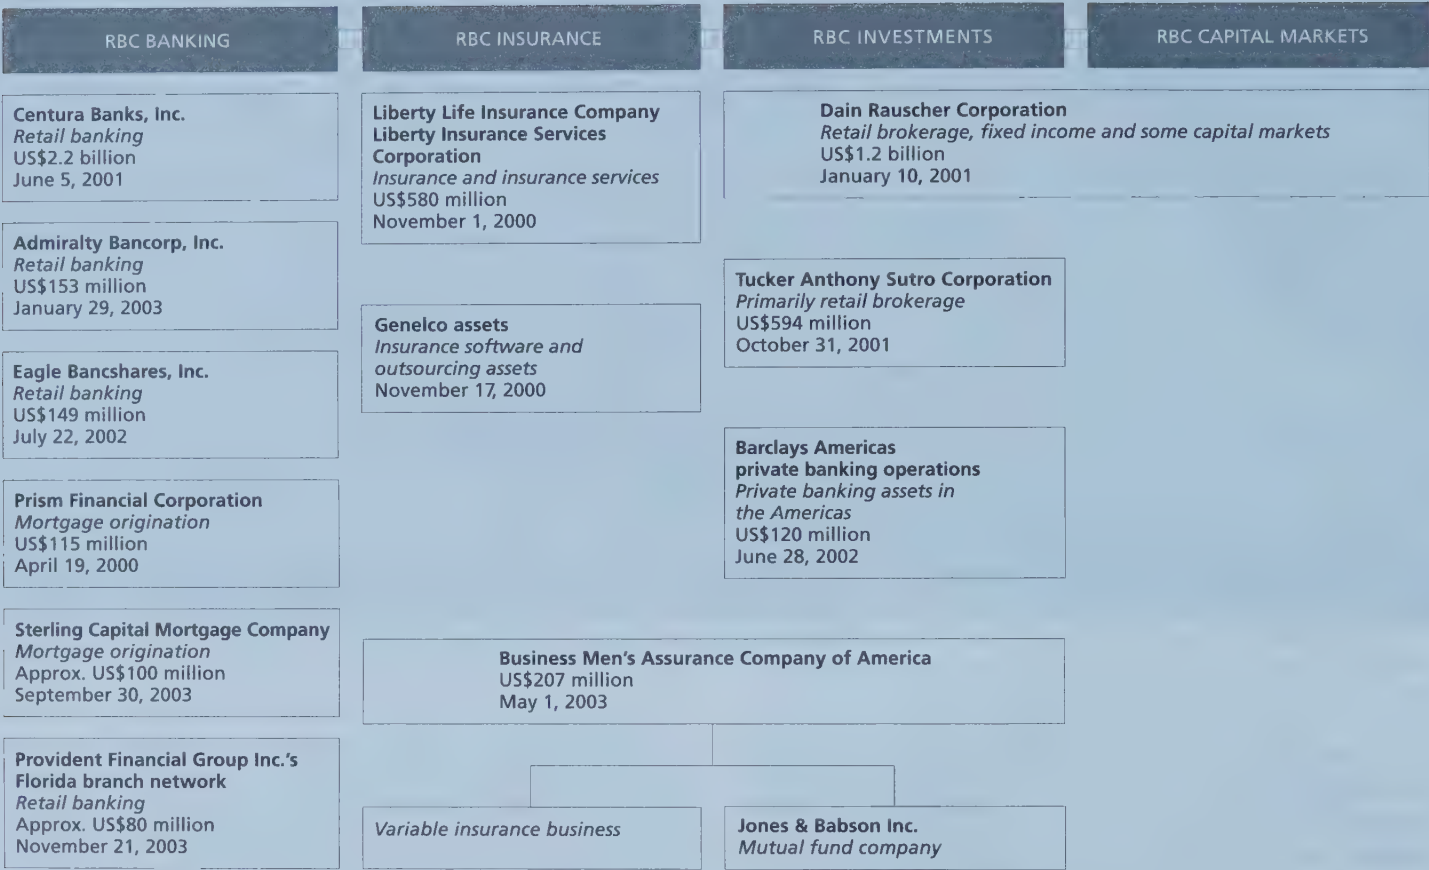 RBC BANKING
RBC INSURANCE
RBC INVESTMENTS
RBC CAPITAL MARKETS
Centura Banks, Inc.
Retail banking
US$2.2 billion
June 5, 2001
Admiralty Bancorp, Inc.
Retail banking
US$153 million
January 29, 2003
Eagle Bancshares, Inc.
Retail banking
US$149 million
July 22, 2002
Prism Financial Corporation
Mortgage origination
US$115 million
April 19, 2000
Sterling Capital Mortgage Company
Mortgage origination
Approx. US$100 million
September 30, 2003
Provident Financial Group Inc.'s
Florida branch network
Retail banking
Approx. US$80 million
November 21, 2003
Liberty Life Insurance Company
Liberty Insurance Services
Corporation
Insurance and insurance services
US$580 million
November 1, 2000
Genelco assets
Insurance software and
outsourcing assets
November 17, 2000
Dain Rauscher Corporation
Retail brokerage, fixed income and some capital markets
US$1.2 billion
January 10, 2001
Tucker Anthony Sutro Corporation
Primarily retail brokerage
US$594 million
October 31, 2001
Barclays Americas
private banking operations
Private banking assets in
the Americas
US$120 million
June 28, 2002
Business Men's Assurance Company of America
US$207 million
May 1, 2003
Variable insurance business
Jones & Babson Inc.
Mutual fund company